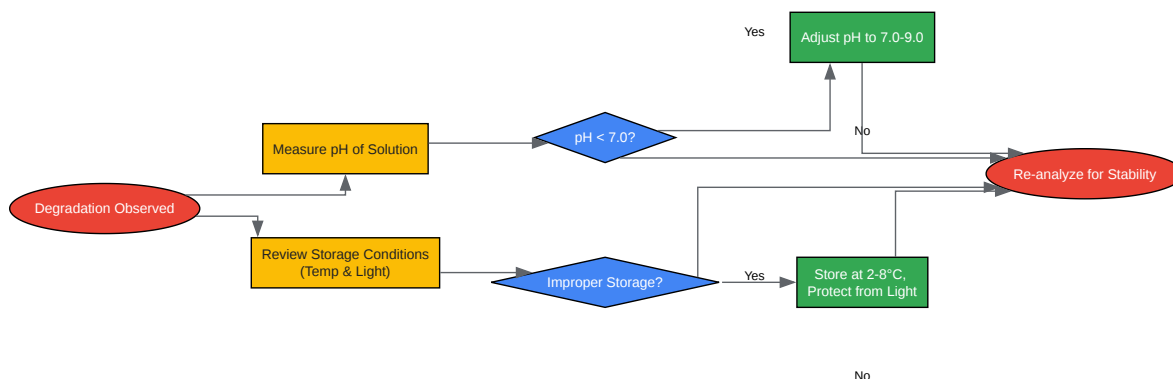 Yes
Adjust pH to 7.0-9.0
Measure pH of Solution
pH < 7.0?
No
Re-analyze for Stability
Degradation Observed
Review Storage Conditions
(Temp & Light)
Improper Storage?
Yes
Store at 2-8°C,
Protect from Light
No